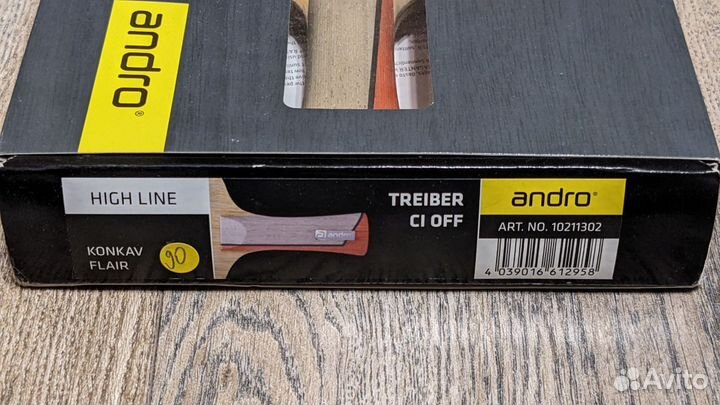 andro®
HIGH LINE
KONKAV
FLAIR
90
andro
TREIBER
CI OFF
andro®
ART. NO. 10211302
4 039016 612958
Avito